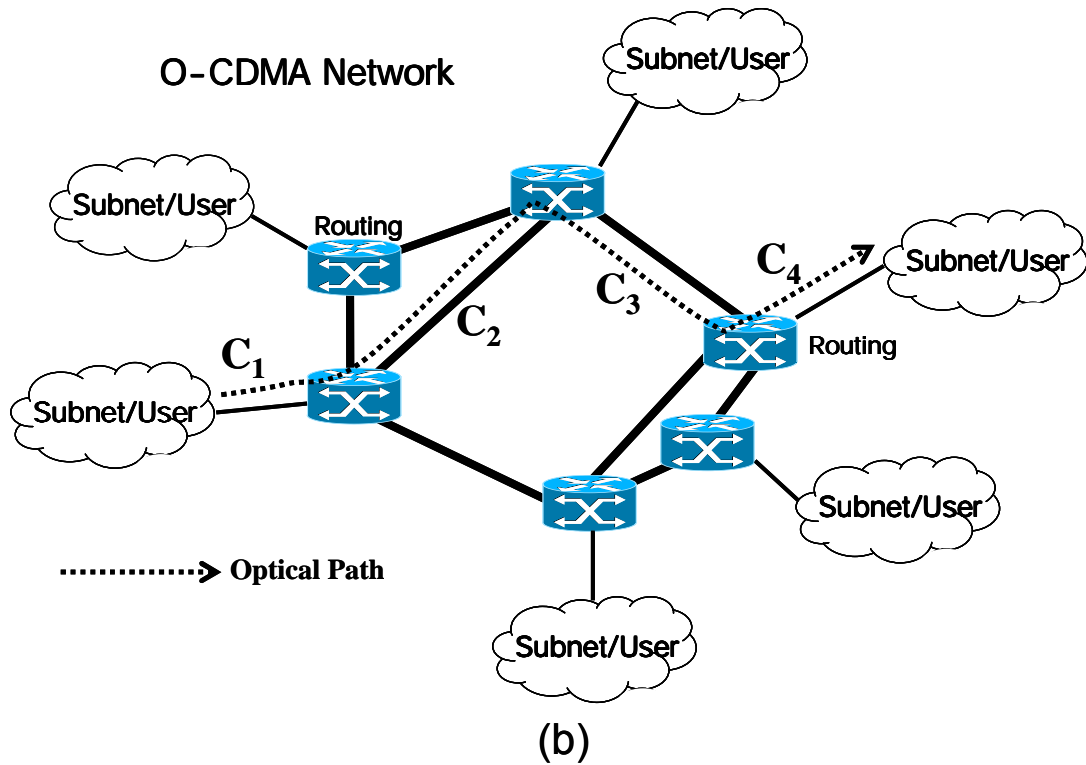 O-CDMA Network
Subnet/User
Subnet/User
Routing
Subnet/User
C4
C3
C2
Routing
C1
Subnet/User
Subnet/User
Optical Path
Subnet/User
(b)